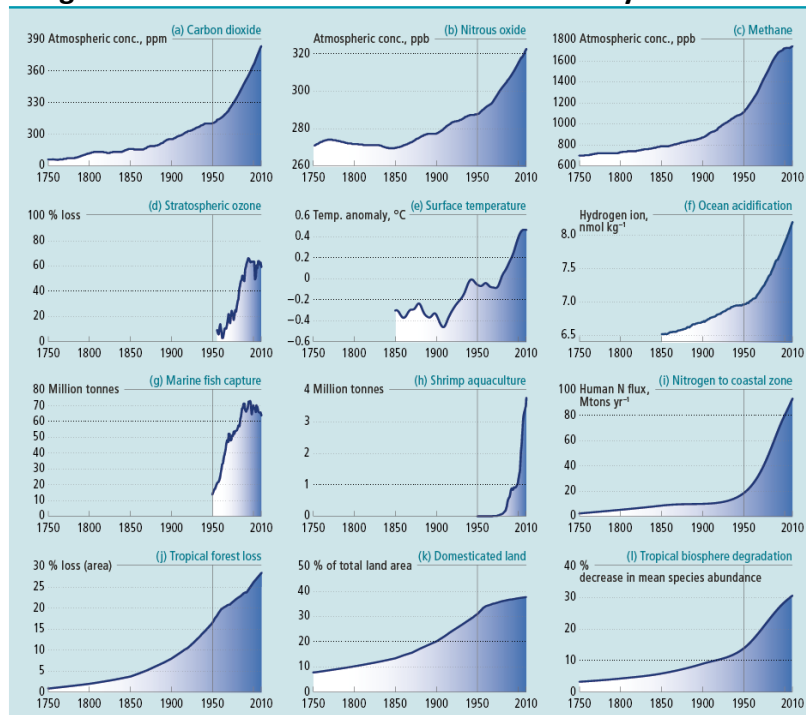 (a) Carbon dioxide
390 Atmospheric conc., ppm
360
330
300
0
1750 1800 1850 1900 1950 2010
(b) Nitrous oxide
Atmospheric conc., ppb
320
300
280
260
1750 1800 1850 1900 1950 2010
(c) Methane
1800 Atmospheric conc., ppb
1600
1400
1200
1000
800
600
1750 1800 1850 1900 1950 2010
(d) Stratospheric ozone
100 % loss
80
60
40
20
0
1750 1800 1850 1900 1950 2010
(e) Surface temperature
0.6 Temp. anomaly, °C
0.4
0.2
0
−0.2
−0.4
−0.6
1750 1800 1850 1900 1950 2010
(f) Ocean acidification
Hydrogen ion,
nmol kg⁻¹
8.0
7.5
7.0
6.5
1750 1800 1850 1900 1950 2010
(g) Marine fish capture
80 Million tonnes
70
60
50
40
30
20
10
0
1750 1800 1850 1900 1950 2010
(h) Shrimp aquaculture
4 Million tonnes
3
2
1
0
1750 1800 1850 1900 1950 2010
(i) Nitrogen to coastal zone
100 Human N flux,
Mtons yr⁻¹
80
60
40
20
0
1750 1800 1850 1900 1950 2010
(j) Tropical forest loss
30 % loss (area)
25
20
15
10
5
0
1750 1800 1850 1900 1950 2010
(k) Domesticated land
50 % of total land area
40
30
20
10
0
1750 1800 1850 1900 1950 2010
(l) Tropical biosphere degradation
40 %
decrease in mean species abundance
30
20
10
0
1750 1800 1850 1900 1950 2010